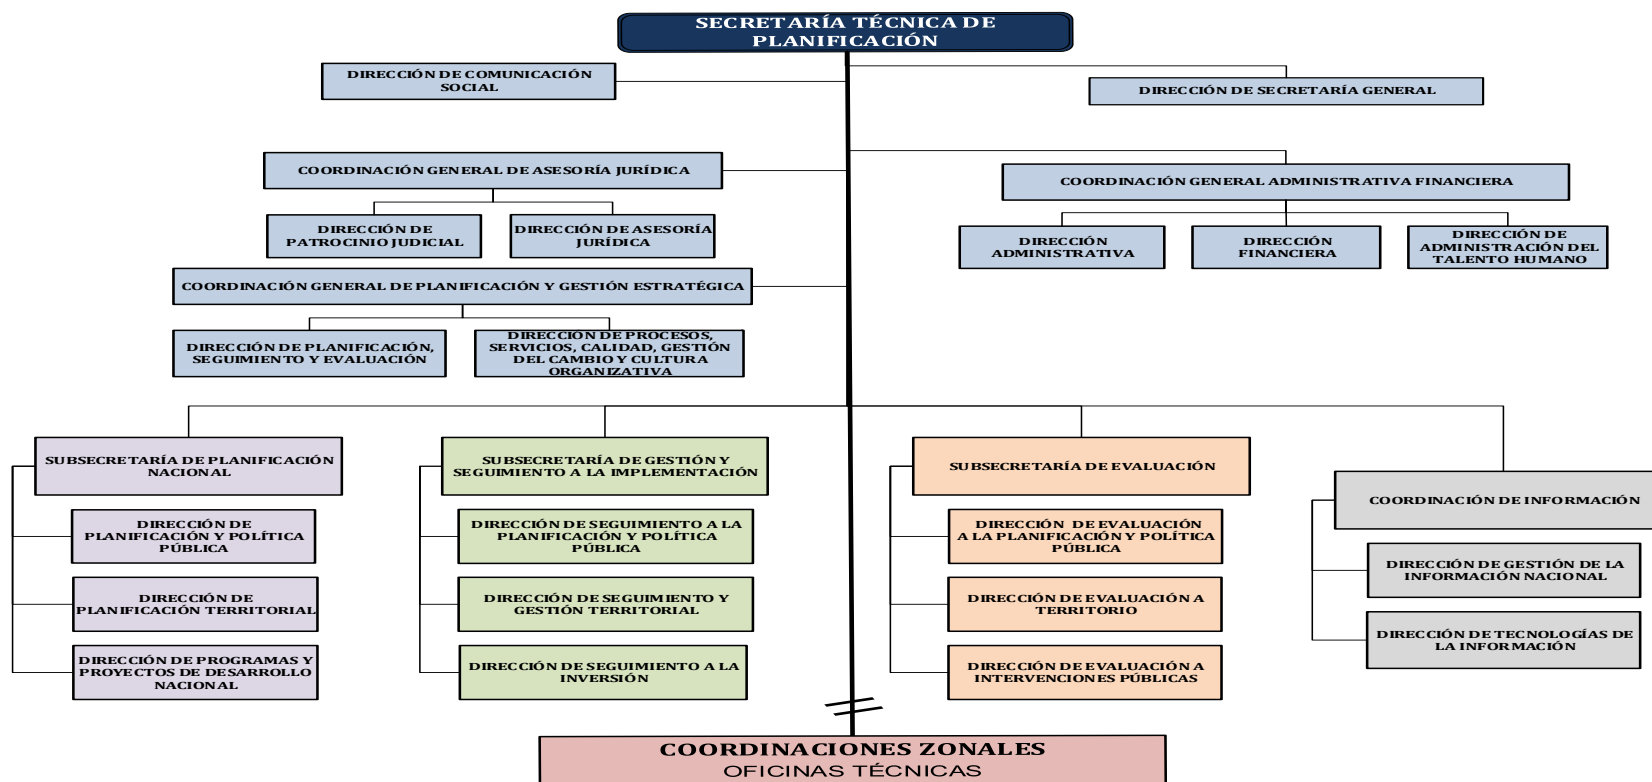 SECRETARÍA TÉCNICA DE
PLANIFICACIÓN
DIRECCIÓN DE COMUNICACIÓN
SOCIAL
DIRECCIÓN DE SECRETARÍA GENERAL
COORDINACIÓN GENERAL DE ASESORÍA JURÍDICA
COORDINACIÓN GENERAL ADMINISTRATIVA FINANCIERA
DIRECCIÓN DE
PATROCINIO JUDICIAL
DIRECCIÓN DE ASESORÍA
JURÍDICA
DIRECCIÓN
ADMINISTRATIVA
DIRECCIÓN
FINANCIERA
DIRECCIÓN DE
ADMINISTRACIÓN DEL
TALENTO HUMANO
COORDINACIÓN GENERAL DE PLANIFICACIÓN Y GESTIÓN ESTRATÉGICA
DIRECCIÓN DE PLANIFICACIÓN,
SEGUIMIENTO Y EVALUACIÓN
DIRECCIÓN DE PROCESOS,
SERVICIOS, CALIDAD, GESTIÓN
DEL CAMBIO Y CULTURA
ORGANIZATIVA
SUBSECRETARÍA DE PLANIFICACIÓN
NACIONAL
DIRECCIÓN DE
PLANIFICACIÓN Y POLÍTICA
PÚBLICA
DIRECCIÓN DE
PLANIFICACIÓN TERRITORIAL
DIRECCIÓN DE PROGRAMAS Y
PROYECTOS DE DESARROLLO
NACIONAL
SUBSECRETARÍA DE GESTIÓN Y
SEGUIMIENTO A LA IMPLEMENTACIÓN
DIRECCIÓN DE SEGUIMIENTO A LA
PLANIFICACIÓN Y POLÍTICA
PÚBLICA
DIRECCIÓN DE SEGUIMIENTO Y
GESTIÓN TERRITORIAL
DIRECCIÓN DE SEGUIMIENTO A LA
INVERSIÓN
SUBSECRETARÍA DE EVALUACIÓN
DIRECCIÓN DE EVALUACIÓN
A LA PLANIFICACIÓN Y POLÍTICA
PÚBLICA
DIRECCIÓN DE EVALUACIÓN A
TERRITORIO
DIRECCIÓN DE EVALUACIÓN A
INTERVENCIONES PÚBLICAS
COORDINACIÓN DE INFORMACIÓN
DIRECCIÓN DE GESTIÓN DE LA
INFORMACIÓN NACIONAL
DIRECCIÓN DE TECNOLOGÍAS DE
LA INFORMACIÓN
COORDINACIONES ZONALES
OFICINAS TÉCNICAS